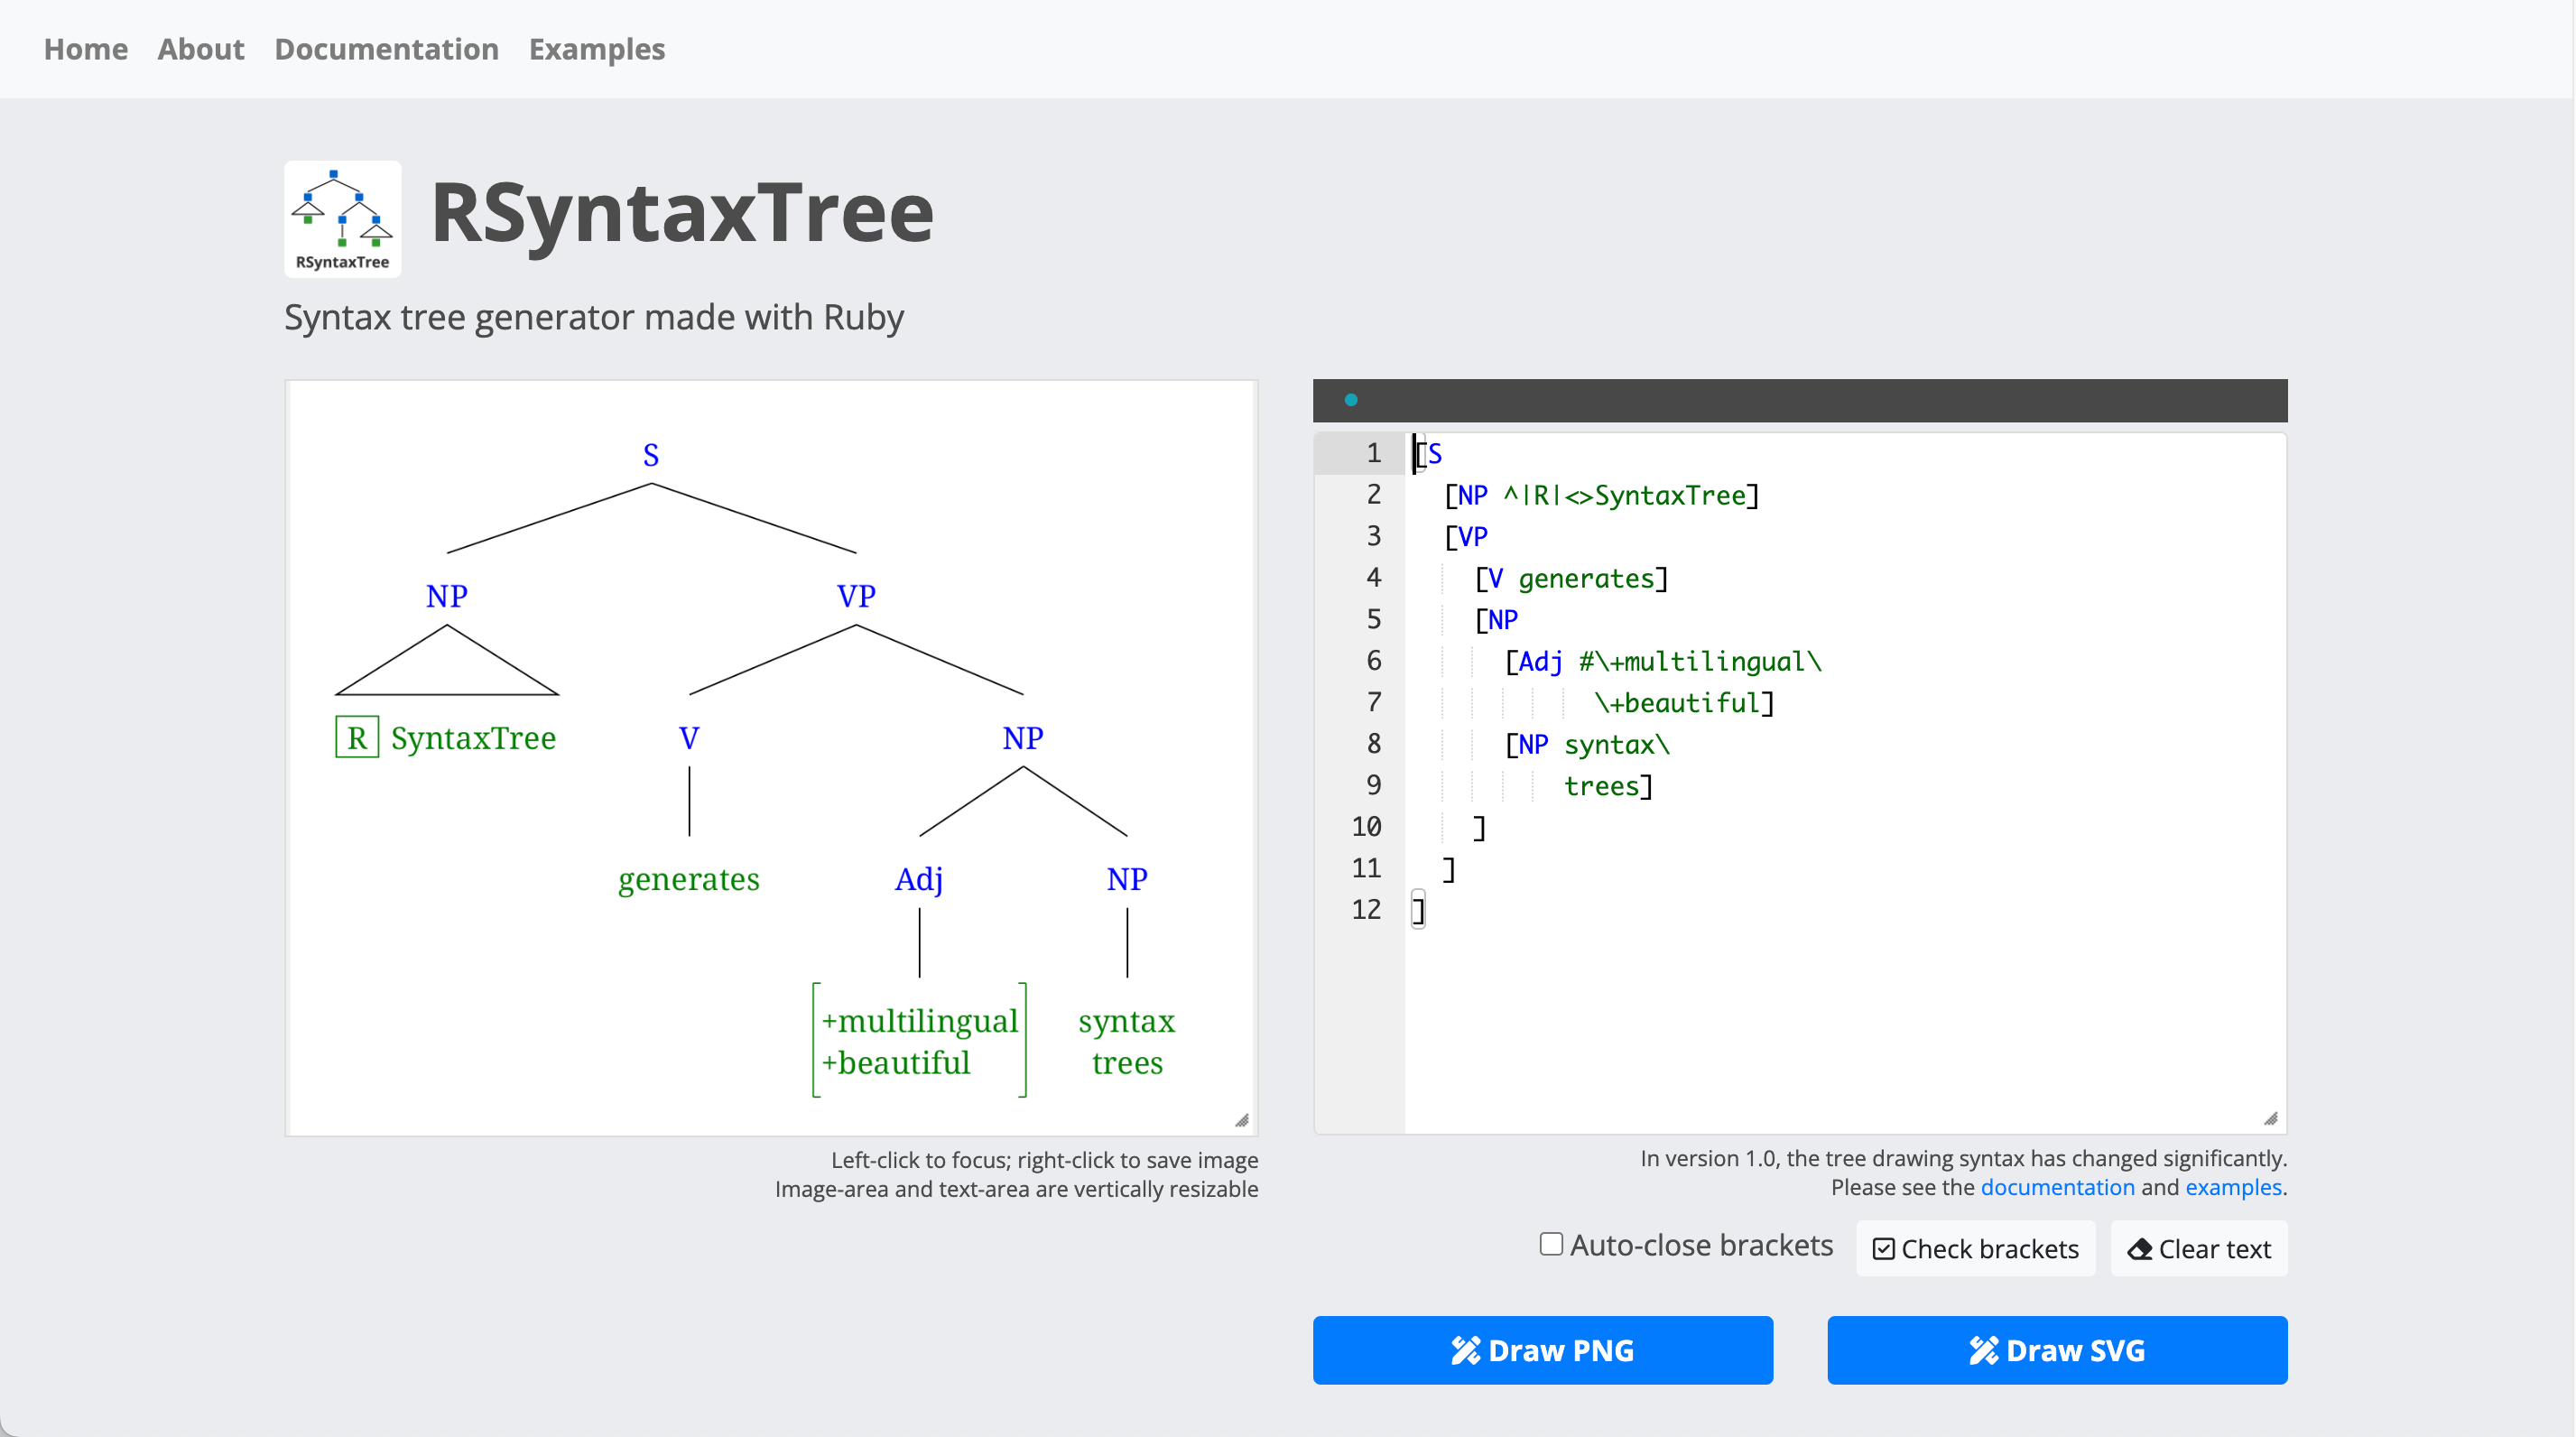 Home About Documentation Examples
RSyntaxTree
RSyntaxTree
Syntax tree generator made with Ruby
S
NP VP
R SyntaxTree V NP
generates Adj NP
+multilingual syntax
+beautiful trees
Left-click to focus; right-click to save image
Image-area and text-area are vertically resizable
1 [S
2 [NP ^|R|<>SyntaxTree]
3 [VP
4 [V generates]
5 [NP
6 [Adj #\+multilingual\
7 \+beautiful]
8 [NP syntax\
9 trees]
10 ]
11 ]
12 ]
In version 1.0, the tree drawing syntax has changed significantly.
Please see the documentation and examples.
Auto-close brackets Check brackets Clear text
Draw PNG Draw SVG